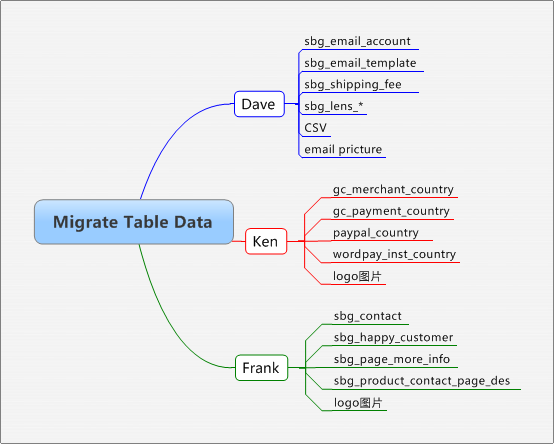 Migrate Table Data
Dave
sbg_email_account
sbg_email_template
sbg_shipping_fee
sbg_lens_*
CSV
email pricture
Ken
gc_merchant_country
gc_payment_country
paypal_country
wordpay_inst_country
logo图片
Frank
sbg_contact
sbg_happy_customer
sbg_page_more_info
sbg_product_contact_page_des
logo图片